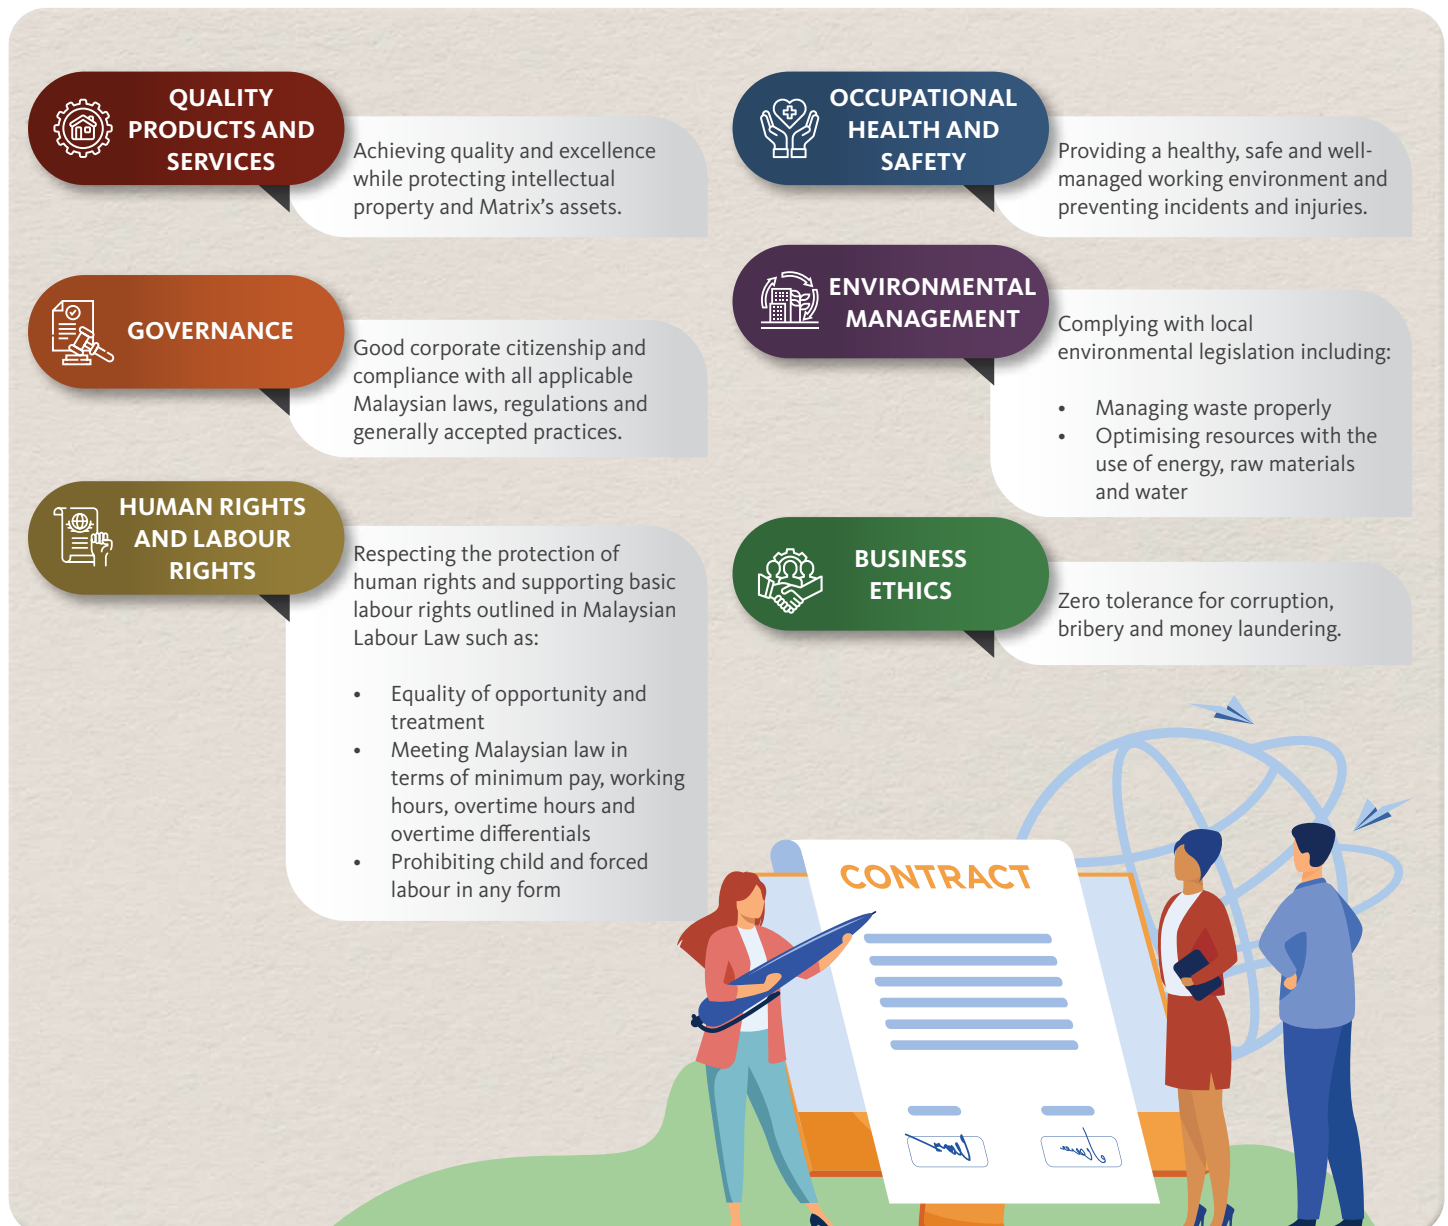 QUALITY
PRODUCTS AND
SERVICES
Achieving quality and excellence
while protecting intellectual
property and Matrix’s assets.
GOVERNANCE
Good corporate citizenship and
compliance with all applicable
Malaysian laws, regulations and
generally accepted practices.
HUMAN RIGHTS
AND LABOUR
RIGHTS
Respecting the protection of
human rights and supporting basic
labour rights outlined in Malaysian
Labour Law such as:
• Equality of opportunity and
treatment
• Meeting Malaysian law in
terms of minimum pay, working
hours, overtime hours and
overtime differentials
• Prohibiting child and forced
labour in any form
OCCUPATIONAL
HEALTH AND
SAFETY
Providing a healthy, safe and well-
managed working environment and
preventing incidents and injuries.
ENVIRONMENTAL
MANAGEMENT
Complying with local
environmental legislation including:
• Managing waste properly
• Optimising resources with the
use of energy, raw materials
and water
BUSINESS
ETHICS
Zero tolerance for corruption,
bribery and money laundering.
CONTRACT